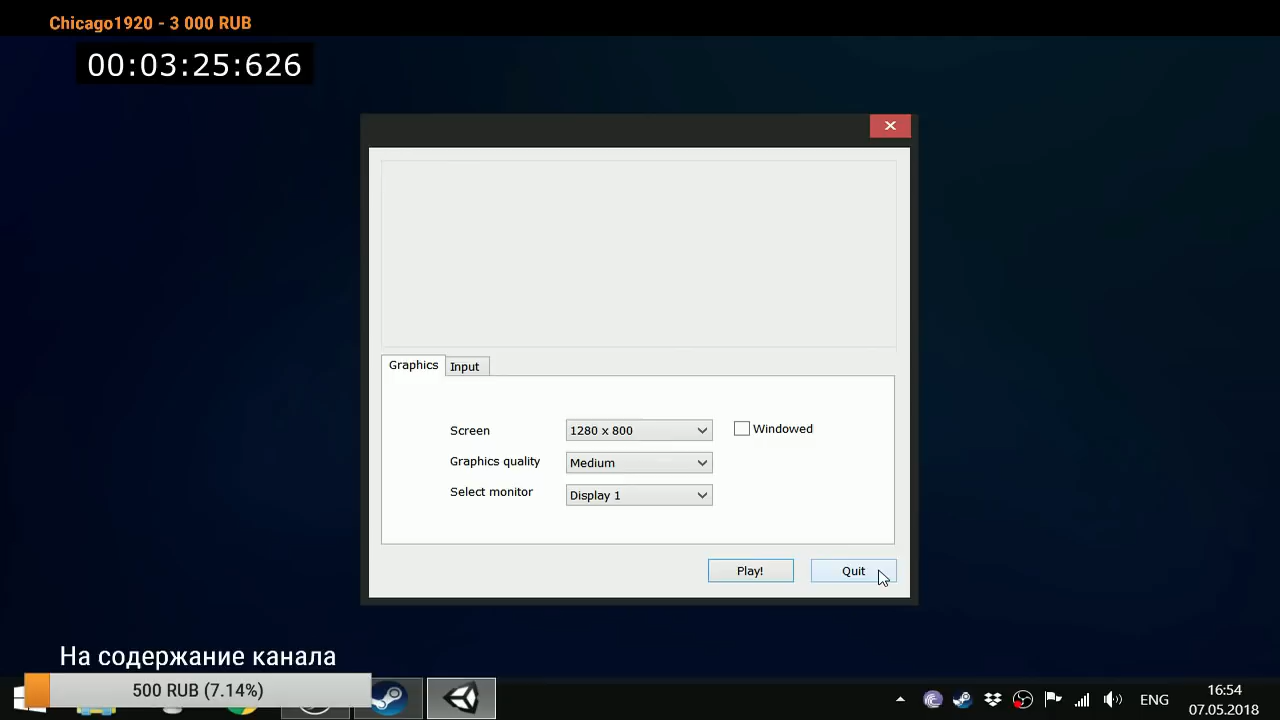 Chicago1920 - 3 000 RUB
00:03:25:626
Graphics
Input
Screen
1280 x 800
Windowed
Graphics quality
Medium
Select monitor
Display 1
Play!
Quit
На содержание канала
500 RUB (7.14%)
ENG
16:54
07.05.2018